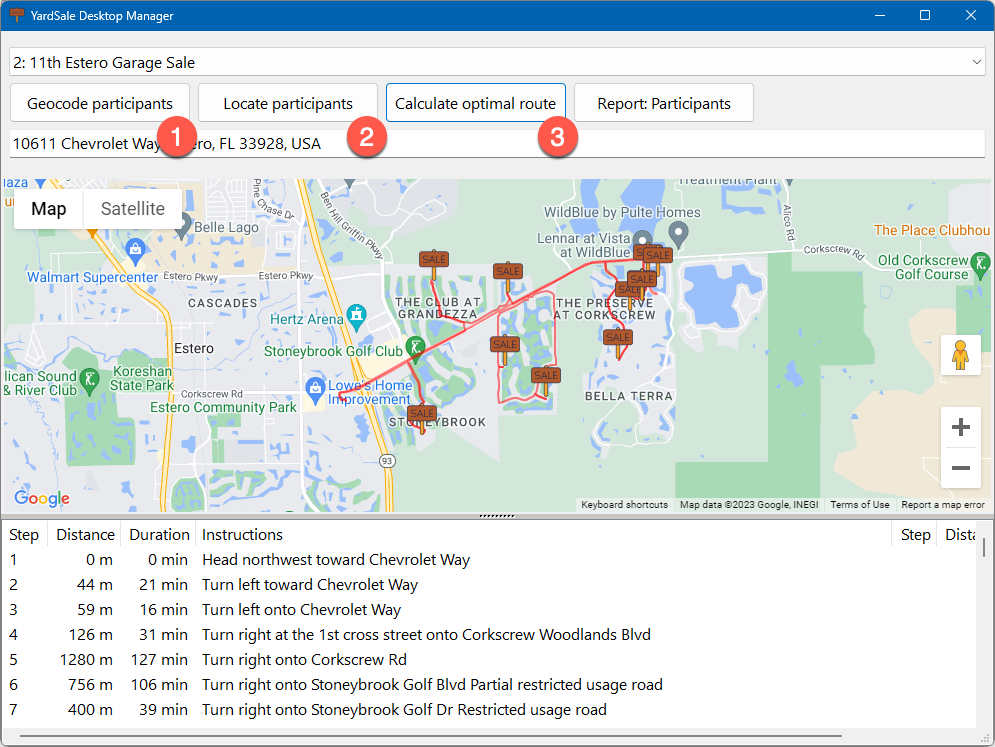 YardSale Desktop Manager
2: 11th Estero Garage Sale
Geocode participants
Locate participants
Calculate optimal route
Report: Participants
1
2
3
10611 Chevrolet Way
ero, FL 33928, USA
Map
Satellite
laza
Pine Chase Dr
Ben Hill Griffin Pkwy
Treatment Plant
Alico Rd
Belle Lago
WildBlue by Pulte Homes
Lennar at Vista
at WildBlue
The Place Clubhou
Corkscrew Rd
Old Corkscrew
Golf Course
Walmart Supercenter
Estero Pkwy
Estero Pkwy
SALE
SALE
SALE
SALE
SALE
SALE
SALE
SALE
SALE
CASCADES
THE CLUB AT
GRANDEZZA
THE PRESERVE
AT CORKSCREW
Hertz Arena
Estero
Stoneybrook Golf Club
lican Sound
& River Club
Koreshan
State Park
Corkscrew Rd
Estero Community Park
Lowe's Home
Improvement
BELLA TERRA
STONEYBROOK
93
Google
Keyboard shortcuts
Map data ©2023 Google, INEGI
Terms of Use
Report a map error
Step Distance Duration Instructions Step Dista
1 0 m 0 min Head northwest toward Chevrolet Way
2 44 m 21 min Turn left toward Chevrolet Way
3 59 m 16 min Turn left onto Chevrolet Way
4 126 m 31 min Turn right at the 1st cross street onto Corkscrew Woodlands Blvd
5 1280 m 127 min Turn right onto Corkscrew Rd
6 756 m 106 min Turn right onto Stoneybrook Golf Blvd Partial restricted usage road
7 400 m 39 min Turn right onto Stoneybrook Golf Dr Restricted usage road